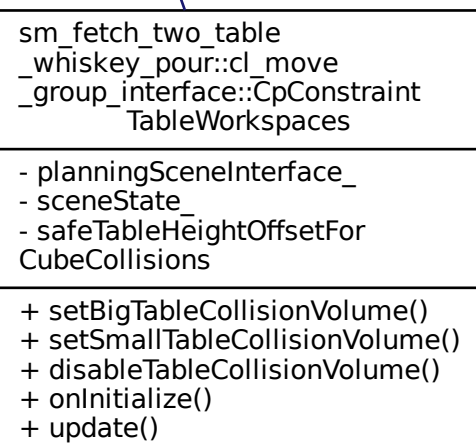 sm_fetch_two_table
_whiskey_pour::cl_move
_group_interface::CpConstraint
TableWorkspaces
- planningSceneInterface_
- sceneState_
- safeTableHeightOffsetFor
CubeCollisions
+ setBigTableCollisionVolume()
+ setSmallTableCollisionVolume()
+ disableTableCollisionVolume()
+ onInitialize()
+ update()